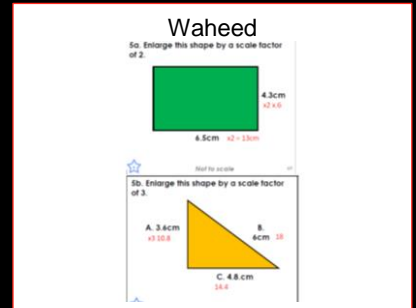 Waheed
5a. Enlarge this shape by a scale factor
of 2.
4.3cm
x2 x 6
6.5cm x2 = 13cm
Not to scale
5b. Enlarge this shape by a scale factor
of 3.
A. 3.6cm
x3 10.8
B.
6cm 18
C. 4.8.cm
14.4